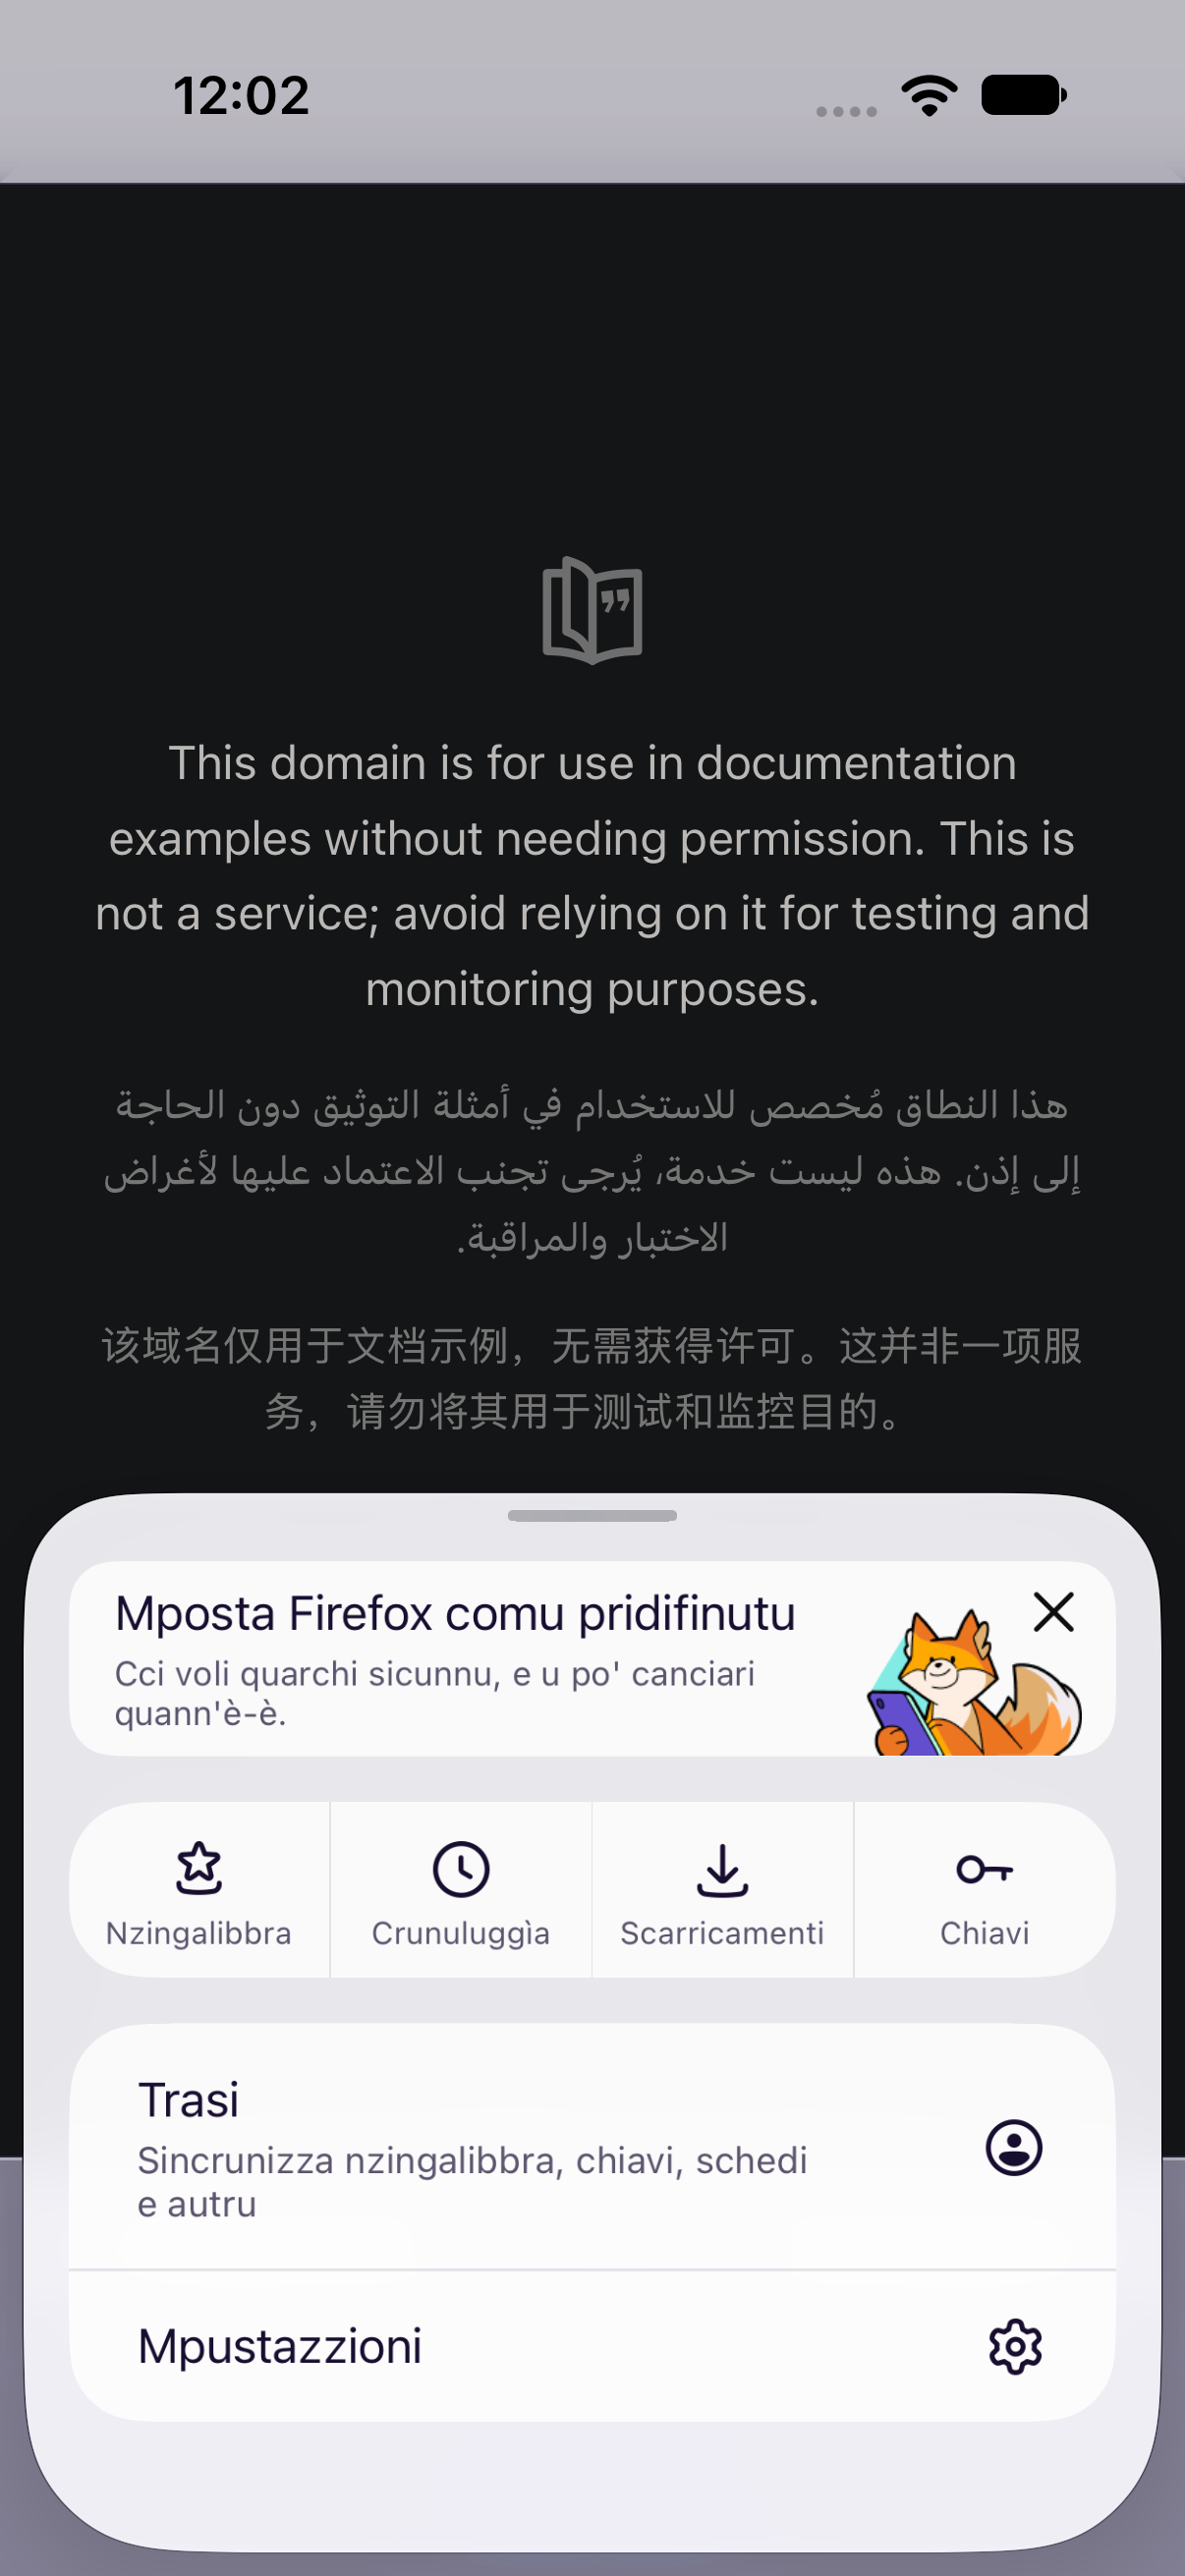 12:02
This domain is for use in documentation
examples without needing permission. This is
not a service; avoid relying on it for testing and
monitoring purposes.
هذا النطاق مُخصص للاستخدام في أمثلة التوثيق دون الحاجة
إلى إذن. هذه ليست خدمة، يُرجى تجنب الاعتماد عليها لأغراض
الاختبار والمراقبة.
该域名仅用于文档示例，无需获得许可。这并非一项服
务，请勿将其用于测试和监控目的。
Mposta Firefox comu pridifinutu
Cci voli quarchi sicunnu, e u po' canciari
quann'è-è.
Nzingalibbra
Crunuluggìa
Scarricamenti
Chiavi
Trasi
Sincrunizza nzingalibbra, chiavi, schedi
e autru
Mpustazzioni